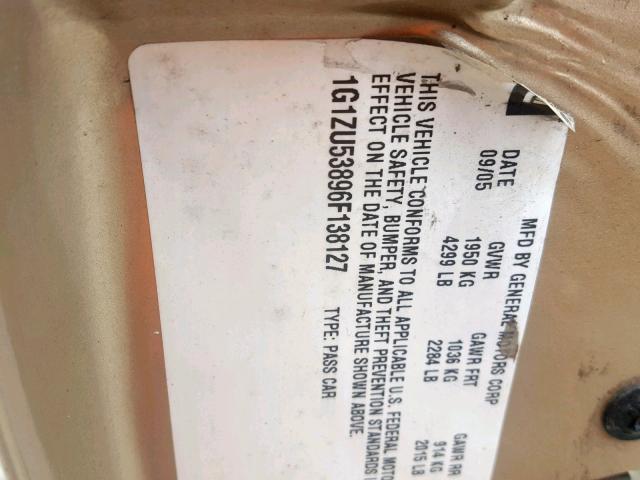 MFD BY GENERAL MOTORS CORP
DATE GVWR GAWR FRT GAWR RR
09/05 1950 KG 1036 KG 914 KG
4299 LB 2284 LB 2015 LB
THIS VEHICLE CONFORMS TO ALL APPLICABLE U.S. FEDERAL
VEHICLE SAFETY, BUMPER, AND THEFT PREVENTION STANDARDS
EFFECT ON THE DATE OF MANUFACTURE SHOWN ABOVE.
1G1ZU53896F138127 TYPE: PASS CAR